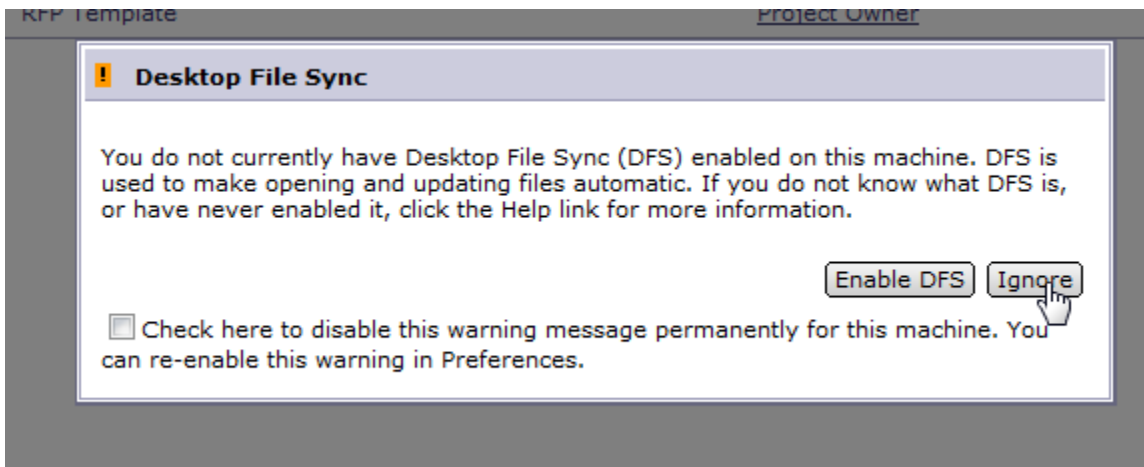 RFP Template Project Owner
! Desktop File Sync
You do not currently have Desktop File Sync (DFS) enabled on this machine. DFS is
used to make opening and updating files automatic. If you do not know what DFS is,
or have never enabled it, click the Help link for more information.
Enable DFS Ignore
Check here to disable this warning message permanently for this machine. You
can re-enable this warning in Preferences.